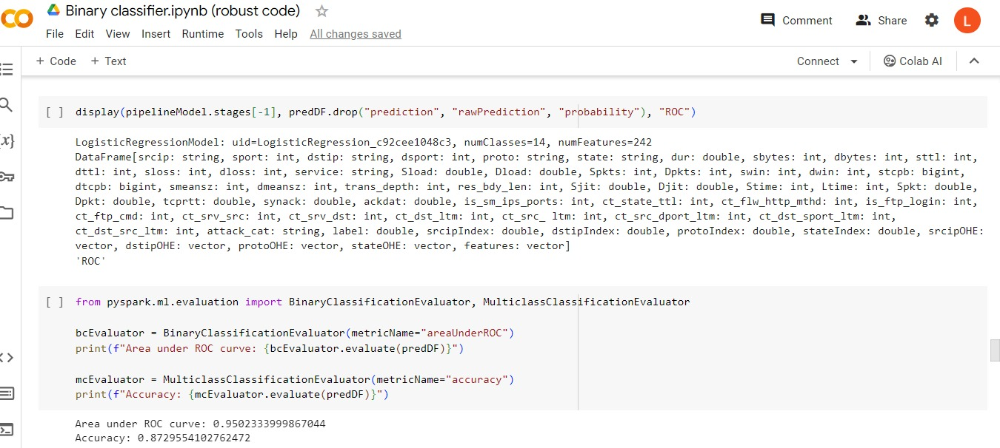 Binary classifier.ipynb (robust code)
File Edit View Insert Runtime Tools Help All changes saved
Comment Share L
+ Code + Text Connect Colab AI
[ ] display(pipelineModel.stages[-1], predDF.drop("prediction", "rawPrediction", "probability"), "ROC")
LogisticRegressionModel: uid=LogisticRegression_c92cee1048c3, numClasses=14, numFeatures=242
DataFrame[srcip: string, sport: int, dstip: string, dsport: int, proto: string, state: string, dur: double, sbytes: int, dbytes: int, sttl: int,
dttl: int, sloss: int, dloss: int, service: string, Sload: double, Dload: double, Spkts: int, Dpkts: int, swin: int, dwin: int, stcpb: bigint,
dtcpb: bigint, smeansz: int, dmeansz: int, trans_depth: int, res_bdy_len: int, Sjit: double, Djit: double, Stime: int, Ltime: int, Spkt: double,
Dpkt: double, tcprtt: double, synack: double, ackdat: double, is_sm_ips_ports: int, ct_state_ttl: int, ct_flw_http_mthd: int, is_ftp_login: int,
ct_ftp_cmd: int, ct_srv_src: int, ct_srv_dst: int, ct_dst_ltm: int, ct_src_ ltm: int, ct_src_dport_ltm: int, ct_dst_sport_ltm: int,
ct_dst_src_ltm: int, attack_cat: string, label: double, srcipIndex: double, dstipIndex: double, protoIndex: double, stateIndex: double, srcipOHE:
vector, dstipOHE: vector, protoOHE: vector, stateOHE: vector, features: vector]
'ROC'
[ ] from pyspark.ml.evaluation import BinaryClassificationEvaluator, MulticlassClassificationEvaluator
bcEvaluator = BinaryClassificationEvaluator(metricName="areaUnderROC")
print(f"Area under ROC curve: {bcEvaluator.evaluate(predDF)}")
mcEvaluator = MulticlassClassificationEvaluator(metricName="accuracy")
print(f"Accuracy: {mcEvaluator.evaluate(predDF)}")
Area under ROC curve: 0.9502333999867044
Accuracy: 0.8729554102762472